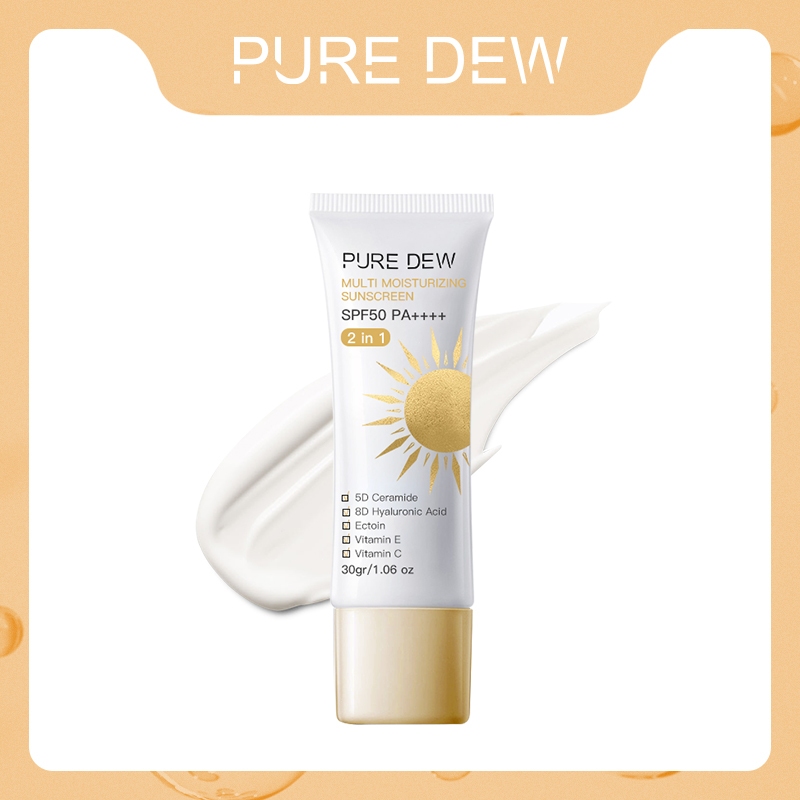 PURE DEW
PURE DEW
MULTI MOISTURIZING
SUNSCREEN
SPF50 PA++++
2 in 1
5D Ceramide
8D Hyaluronic Acid
Ectoin
Vitamin E
Vitamin C
30gr/1.06 oz